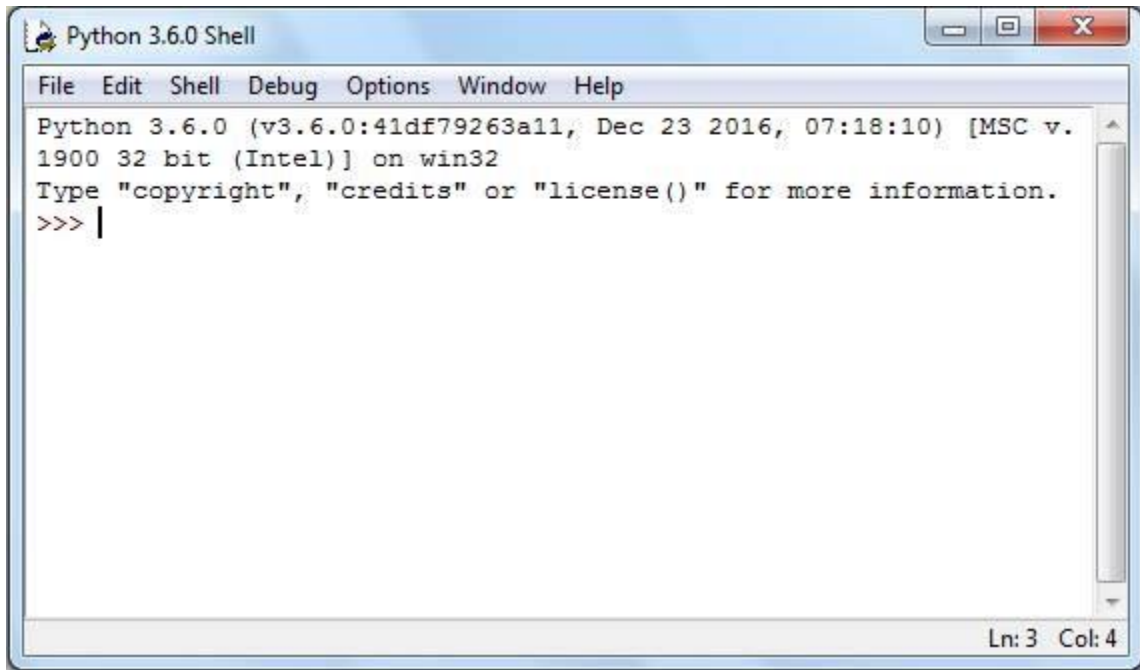 Python 3.6.0 Shell
File Edit Shell Debug Options Window Help
Python 3.6.0 (v3.6.0:41df79263a11, Dec 23 2016, 07:18:10) [MSC v.
1900 32 bit (Intel)] on win32
Type "copyright", "credits" or "license()" for more information.
>>>
Ln: 3 Col: 4